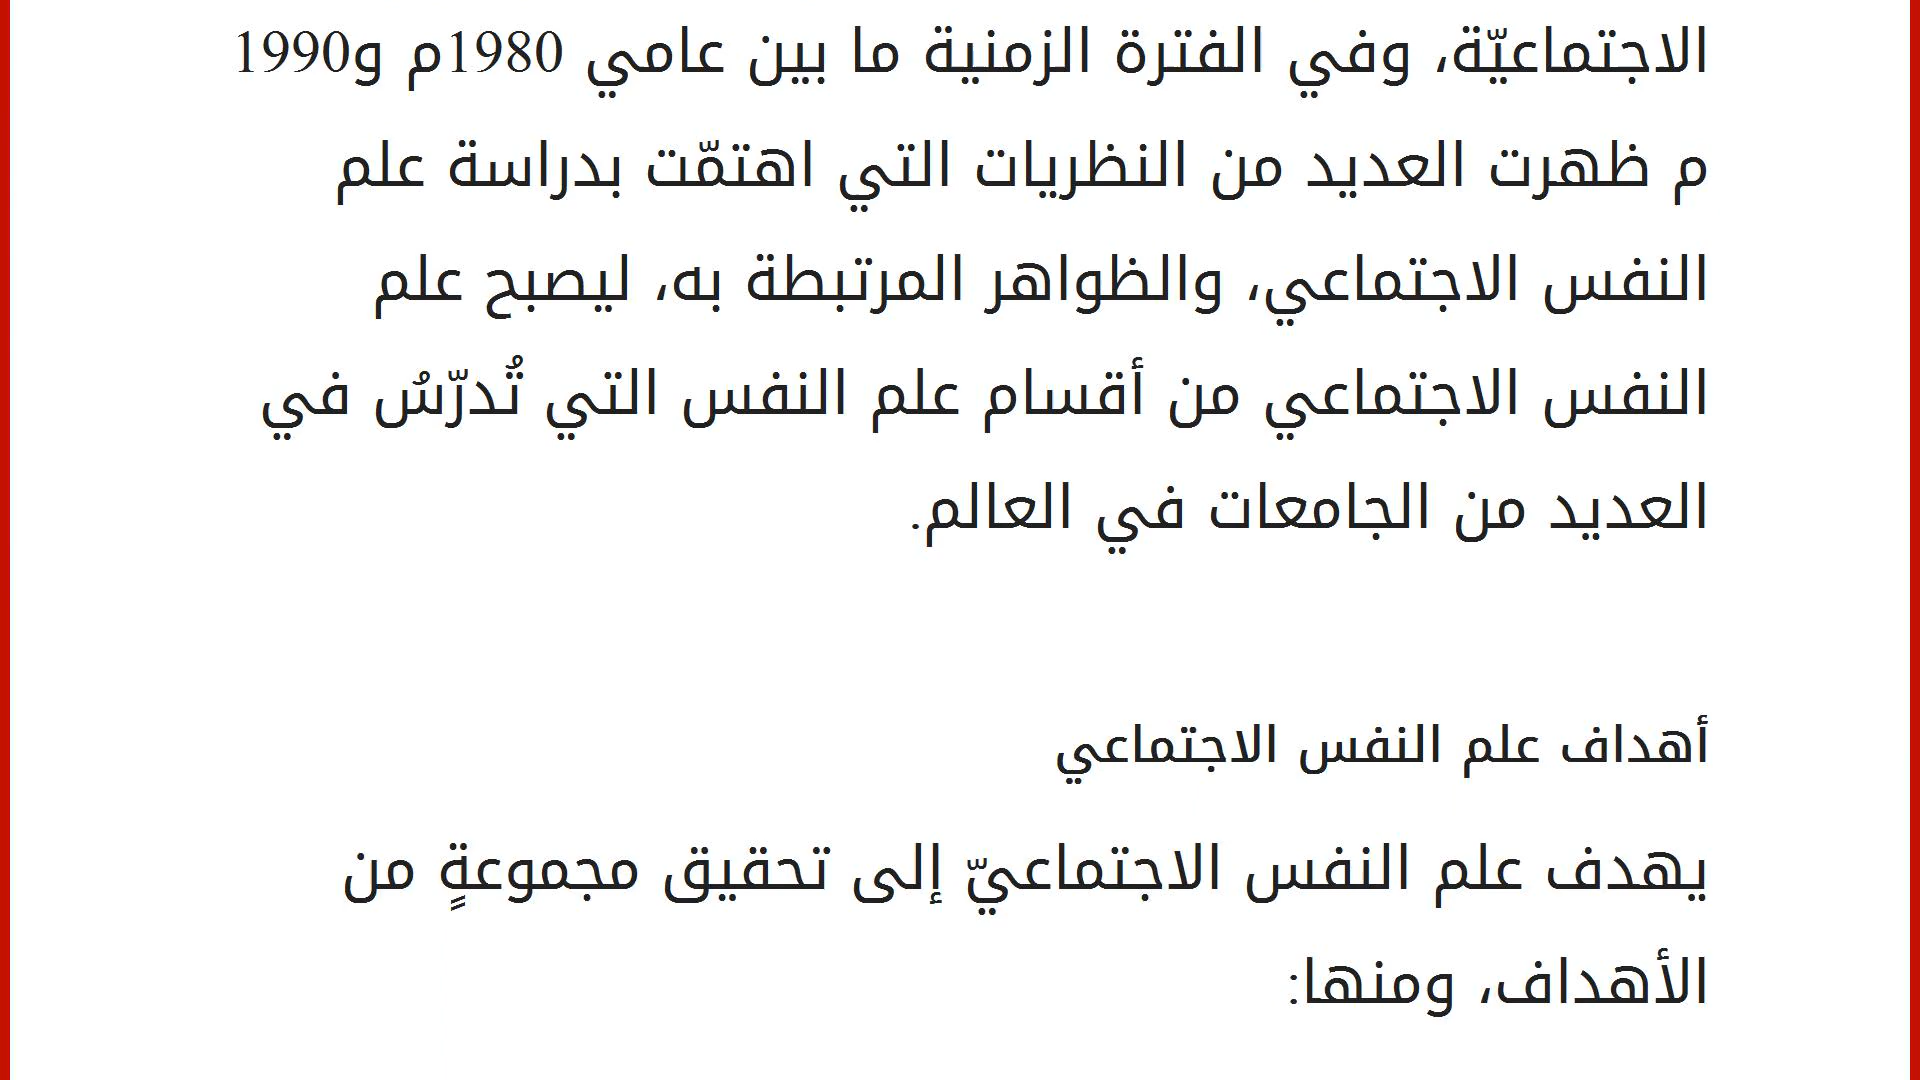 الاجتماعيّة، وفي الفترة الزمنية ما بين عامي 1980م و1990
م ظهرت العديد من النظريات التي اهتمّت بدراسة علم
النفس الاجتماعي، والظواهر المرتبطة به، ليصبح علم
النفس الاجتماعي من أقسام علم النفس التي تُدرّسُ في
العديد من الجامعات في العالم.
أهداف علم النفس الاجتماعي
يهدف علم النفس الاجتماعيّ إلى تحقيق مجموعةٍ من
الأهداف، ومنها: